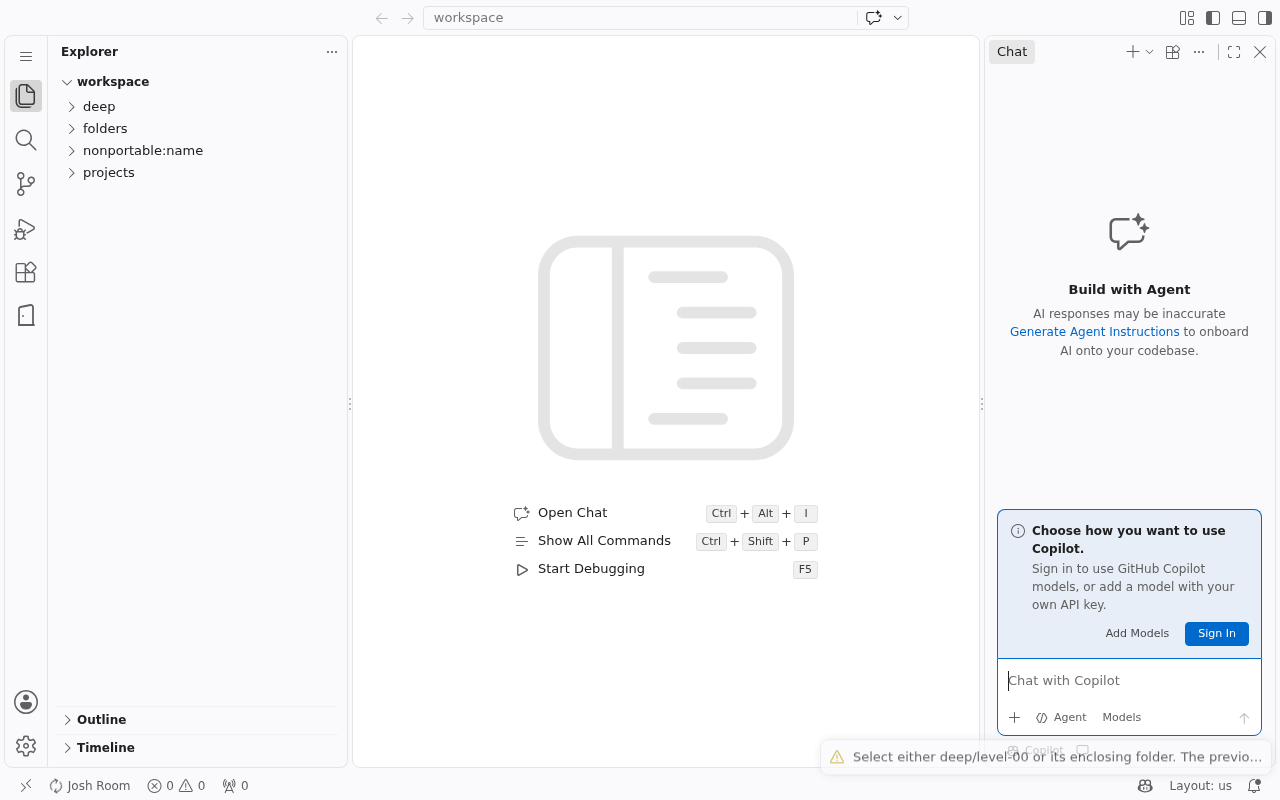 workspace
Explorer
workspace
deep
folders
nonportable:name
projects
Outline
Timeline
Open Chat Ctrl + Alt + I
Show All Commands Ctrl + Shift + P
Start Debugging F5
Chat
Build with Agent
AI responses may be inaccurate
Generate Agent Instructions to onboard
AI onto your codebase.
Choose how you want to use
Copilot.
Sign in to use GitHub Copilot
models, or add a model with your
own API key.
Add Models Sign In
Chat with Copilot
Agent Models
Copilot
Select either deep/level-00 or its enclosing folder. The previo...
Josh Room 0 0 0 Layout: us